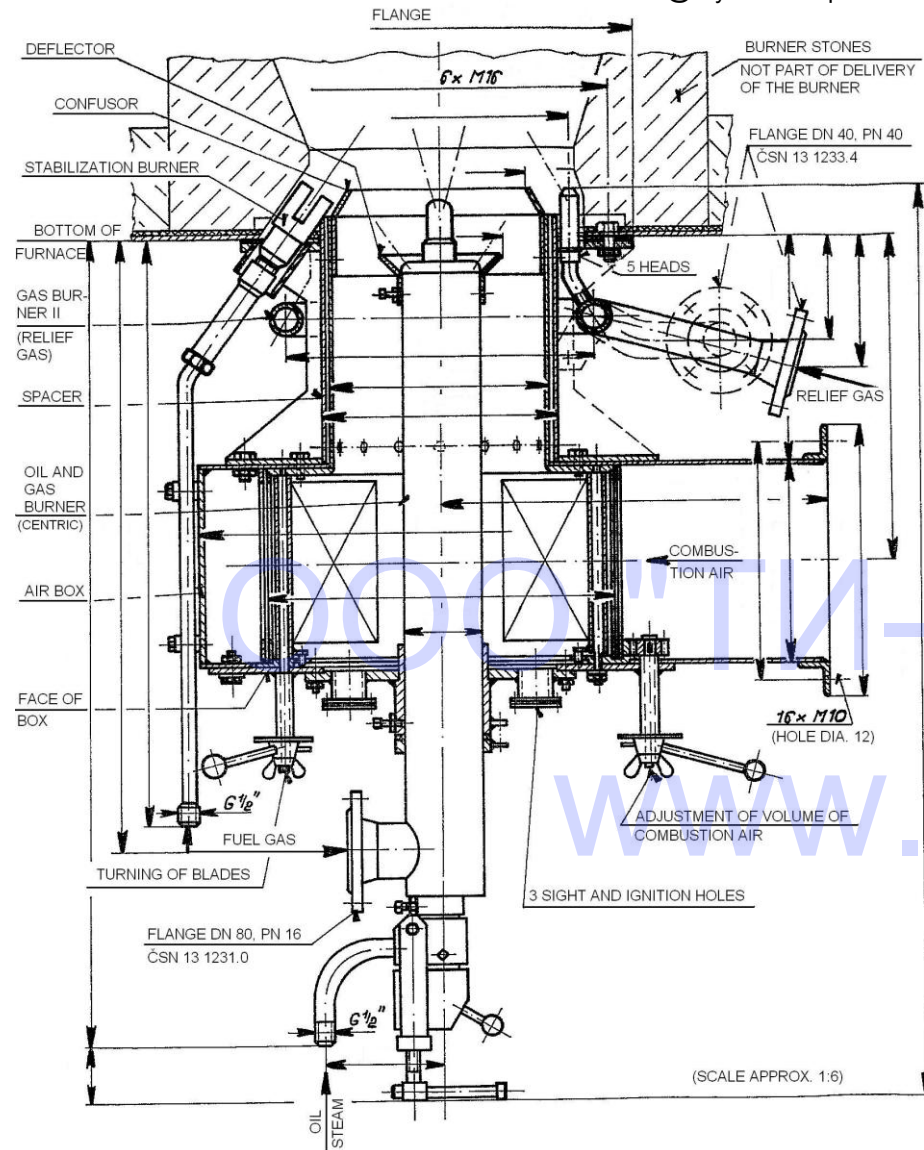 FLANGE
DEFLECTOR
6× M16
BURNER STONES
NOT PART OF DELIVERY
OF THE BURNER
CONFUSOR
FLANGE DN 40, PN 40
ČSN 13 1233.4
STABILIZATION BURNER
BOTTOM OF
FURNACE
5 HEADS
GAS BUR-
NER II
(RELIEF
GAS)
RELIEF GAS
SPACER
OIL AND
GAS
BURNER
(CENTRIC)
COMBUS-
TION AIR
AIR BOX
ООО "ТИ-
FACE OF
BOX
16× M10
(HOLE DIA. 12)
www.
G 1/2"
ADJUSTMENT OF VOLUME OF
COMBUSTION AIR
FUEL GAS
TURNING OF BLADES
3 SIGHT AND IGNITION HOLES
FLANGE DN 80, PN 16
ČSN 13 1231.0
G 1/2"
(SCALE APPROX. 1:6)
OIL
STEAM